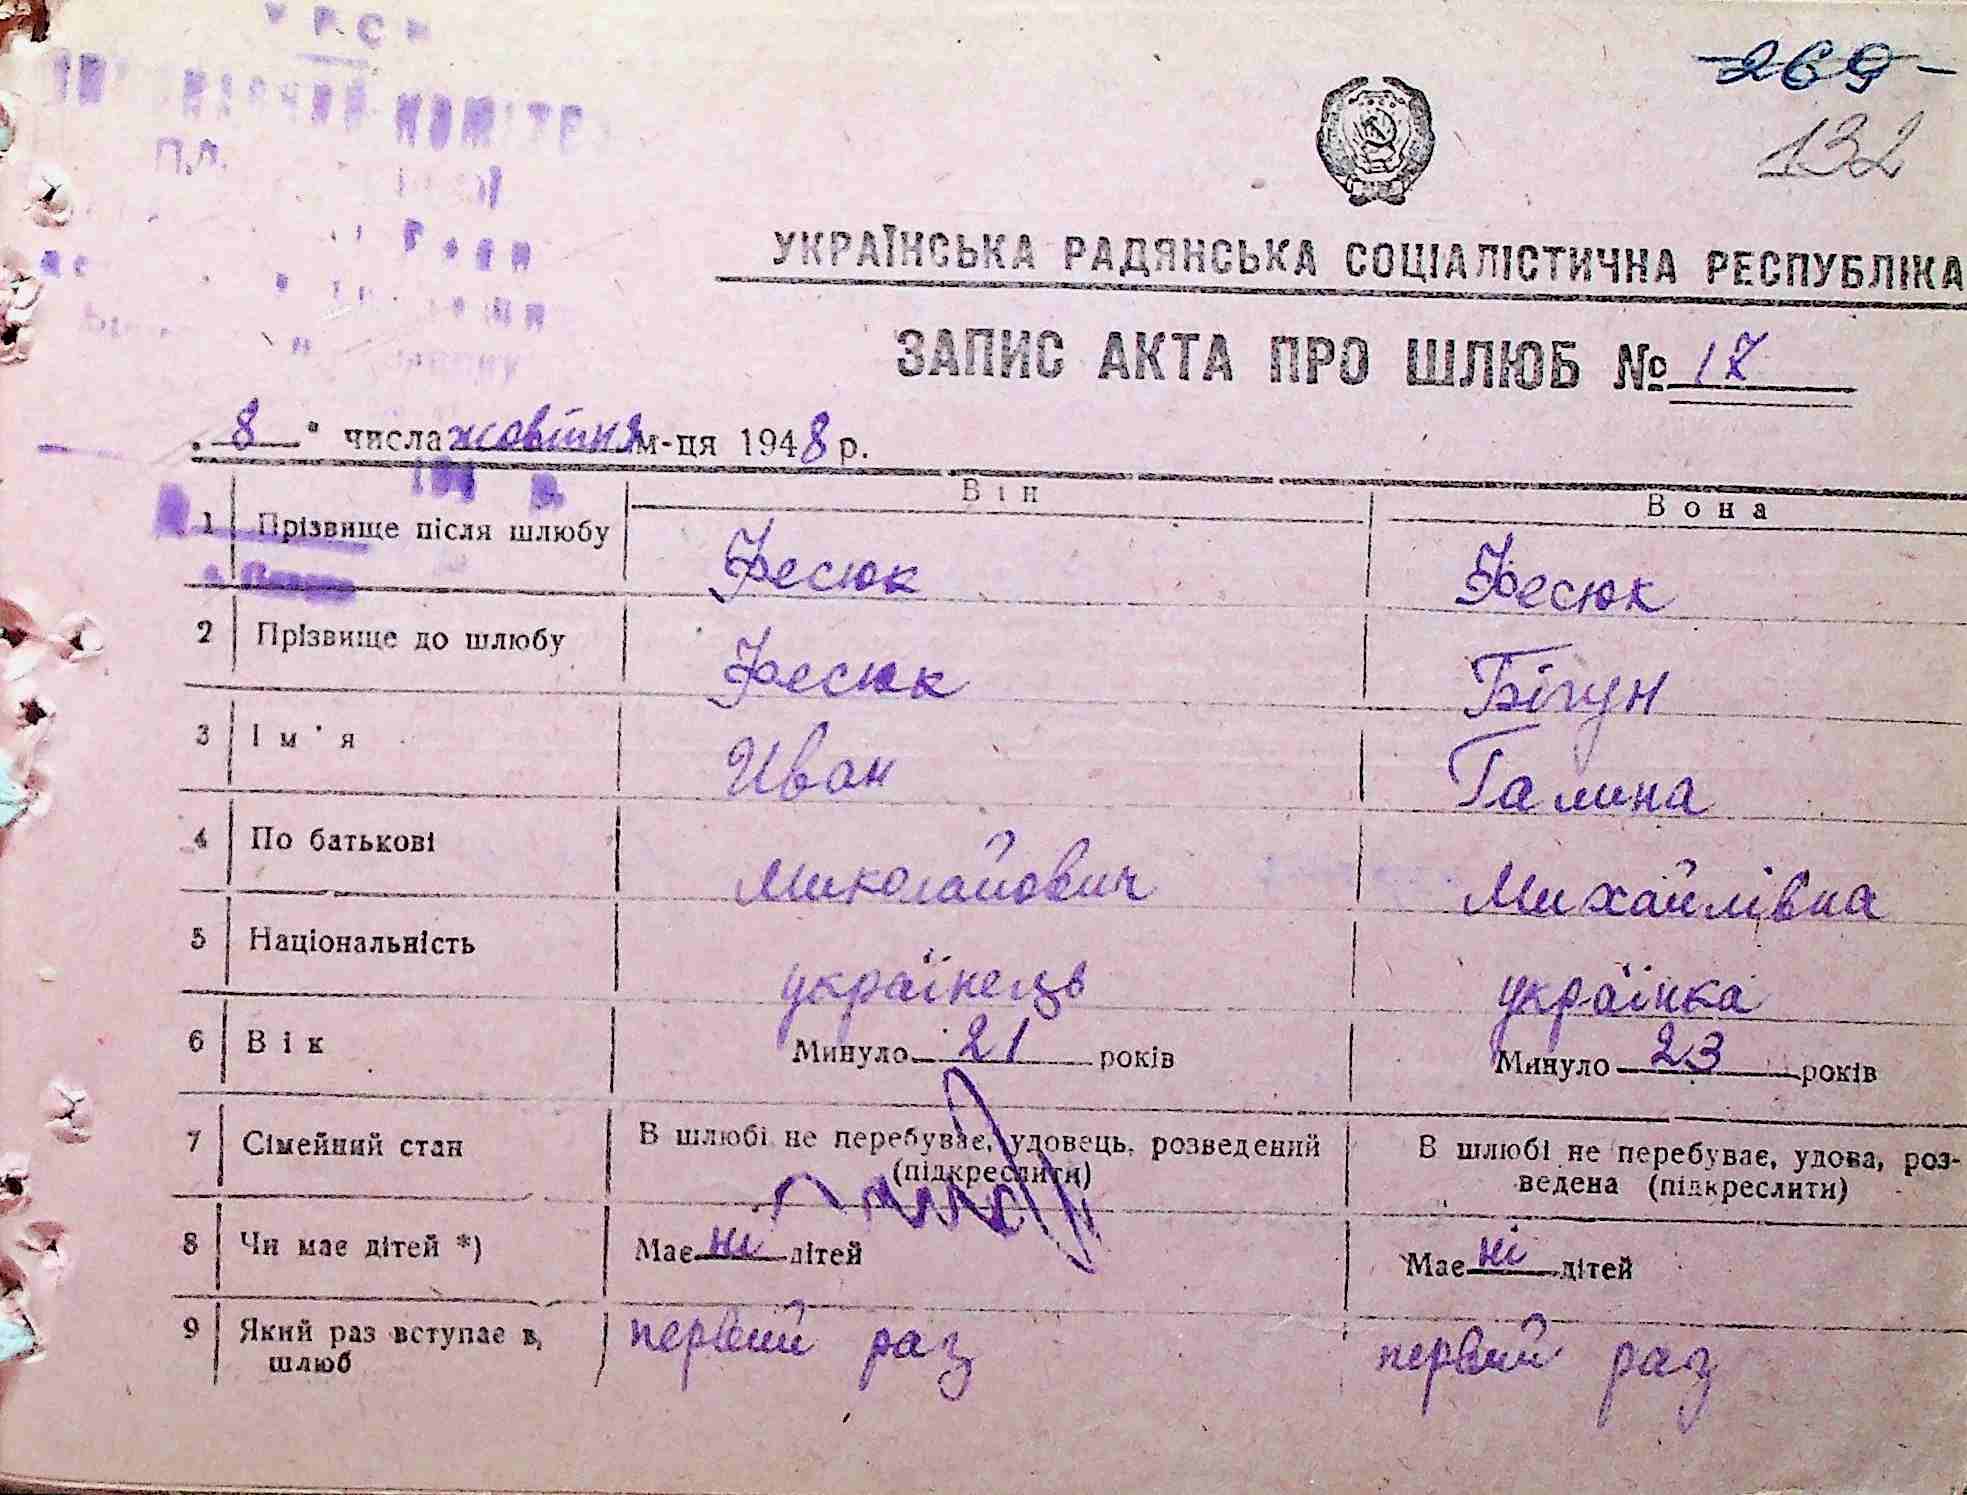 269 -
132
УКРАЇНСЬКА РАДЯНСЬКА СОЦІАЛІСТИЧНА РЕСПУБЛІКА
ЗАПИС АКТА ПРО ШЛЮБ № 17
"8" числа жовтня м-ця 1948 р.
Він Вона
1 Прізвище після шлюбу Фесюк Фесюк
2 Прізвище до шлюбу Фесюк Бігун
3 Ім'я Иван Галина
4 По батькові Миколайович Михайлівна
5 Національність українець українка
6 Вік Минуло 21 років Минуло 23 років
7 Сімейний стан В шлюбі не перебуває, удовець, розведений (підкреслити) В шлюбі не перебуває, удова, роз-
ведена (підкреслити)
8 Чи має дітей *) Має ні дітей Має ні дітей
9 Який раз вступає в шлюб первий раз первий раз